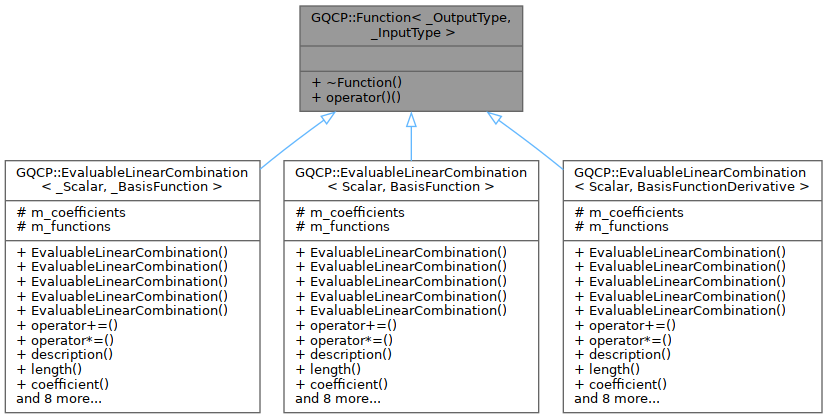 GQCP::Function< _OutputType,
_InputType >
+ ~Function()
+ operator()()
GQCP::EvaluableLinearCombination
< _Scalar, _BasisFunction >
# m_coefficients
# m_functions
+ EvaluableLinearCombination()
+ EvaluableLinearCombination()
+ EvaluableLinearCombination()
+ EvaluableLinearCombination()
+ EvaluableLinearCombination()
+ operator+=()
+ operator*=()
+ description()
+ length()
+ coefficient()
and 8 more...
GQCP::EvaluableLinearCombination
< Scalar, BasisFunction >
# m_coefficients
# m_functions
+ EvaluableLinearCombination()
+ EvaluableLinearCombination()
+ EvaluableLinearCombination()
+ EvaluableLinearCombination()
+ EvaluableLinearCombination()
+ operator+=()
+ operator*=()
+ description()
+ length()
+ coefficient()
and 8 more...
GQCP::EvaluableLinearCombination
< Scalar, BasisFunctionDerivative >
# m_coefficients
# m_functions
+ EvaluableLinearCombination()
+ EvaluableLinearCombination()
+ EvaluableLinearCombination()
+ EvaluableLinearCombination()
+ EvaluableLinearCombination()
+ operator+=()
+ operator*=()
+ description()
+ length()
+ coefficient()
and 8 more...